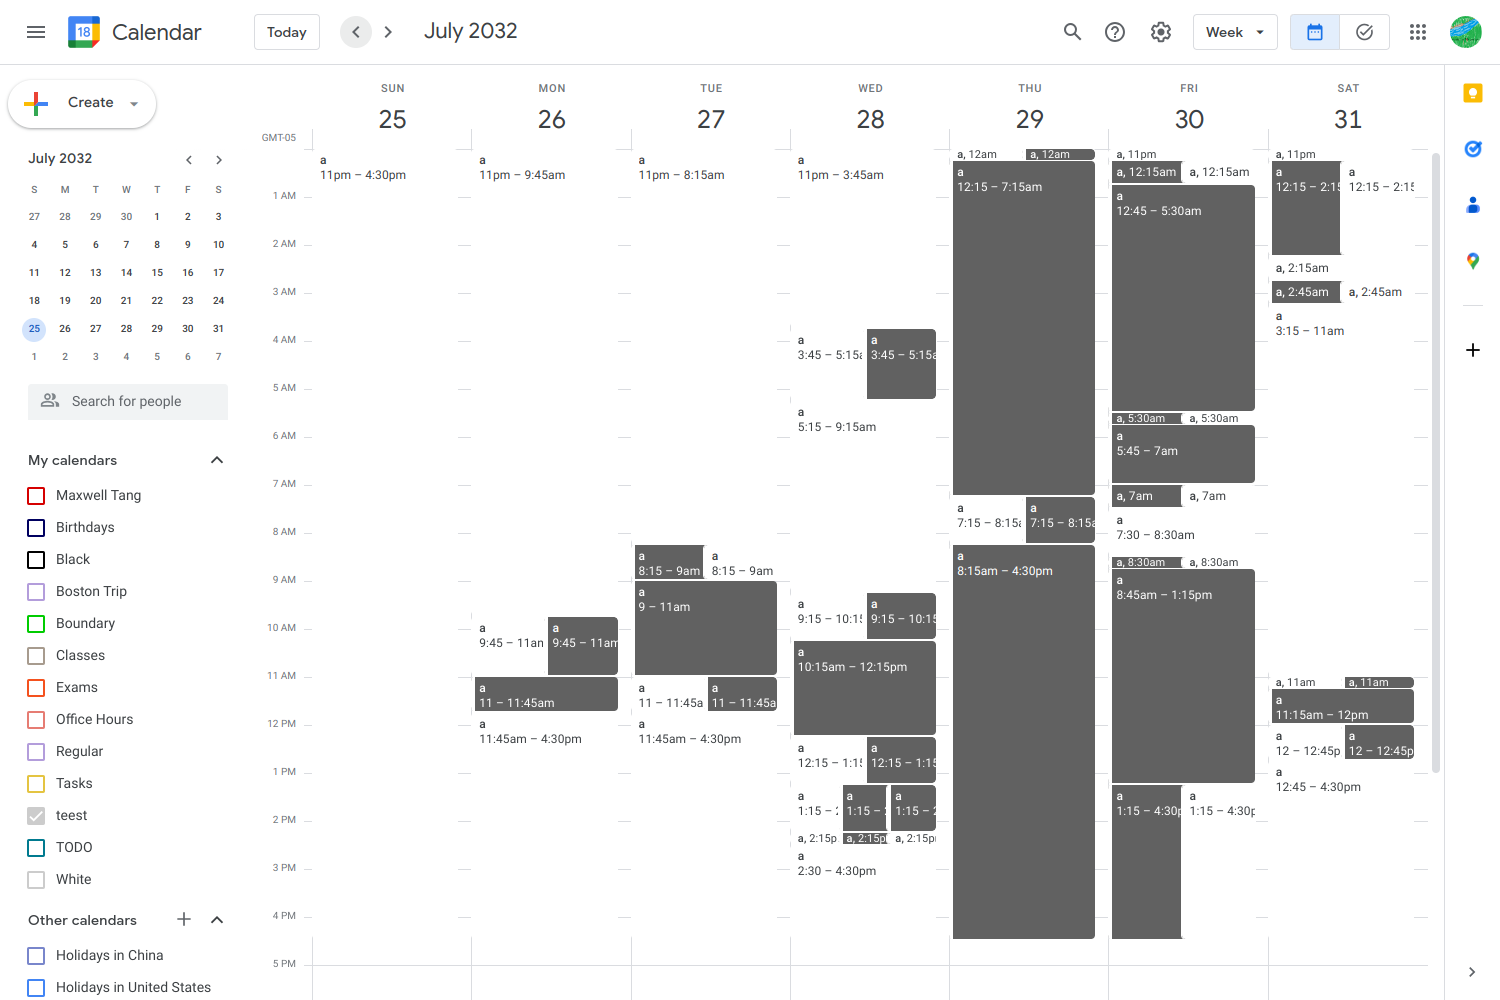 18 Calendar Today July 2032 Week
Create
July 2032
S M T W T F S
27 28 29 30 1 2 3
4 5 6 7 8 9 10
11 12 13 14 15 16 17
18 19 20 21 22 23 24
25 26 27 28 29 30 31
1 2 3 4 5 6 7
Search for people
My calendars
Maxwell Tang
Birthdays
Black
Boston Trip
Boundary
Classes
Exams
Office Hours
Regular
Tasks
teest
TODO
White
Other calendars
Holidays in China
Holidays in United States
SUN MON TUE WED THU FRI SAT
25 26 27 28 29 30 31
GMT-05
1 AM
2 AM
3 AM
4 AM
5 AM
6 AM
7 AM
8 AM
9 AM
10 AM
11 AM
12 PM
1 PM
2 PM
3 PM
4 PM
5 PM
a
11pm – 4:30pm
a
11pm – 9:45am
a
9:45 – 11an
a
9:45 – 11am
a
11 – 11:45am
a
11:45am – 4:30pm
a
11pm – 8:15am
a
8:15 – 9am
a
8:15 – 9am
a
9 – 11am
a
11 – 11:45a
a
11 – 11:45a
a
11:45am – 4:30pm
a
11pm – 3:45am
a
3:45 – 5:15a
a
3:45 – 5:15a
a
5:15 – 9:15am
a
9:15 – 10:15
a
9:15 – 10:15
a
10:15am – 12:15pm
a
12:15 – 1:15
a
12:15 – 1:15
a
1:15 – 2
a
1:15 – 2
a
1:15 – 2
a, 2:15p
a, 2:15p
a, 2:15p
a
2:30 – 4:30pm
a, 12am
a, 12am
a
12:15 – 7:15am
a
7:15 – 8:15a
a
7:15 – 8:15a
a
8:15am – 4:30pm
a, 11pm
a, 12:15am
a, 12:15am
a
12:45 – 5:30am
a, 5:30am
a, 5:30am
a
5:45 – 7am
a, 7am
a, 7am
a
7:30 – 8:30am
a, 8:30am
a, 8:30am
a
8:45am – 1:15pm
a
1:15 – 4:30p
a
1:15 – 4:30p
a, 11pm
a
12:15 – 2:15
a
12:15 – 2:15
a, 2:15am
a, 2:45am
a, 2:45am
a
3:15 – 11am
a, 11am
a, 11am
a
11:15am – 12pm
a
12 – 12:45p
a
12 – 12:45p
a
12:45 – 4:30pm